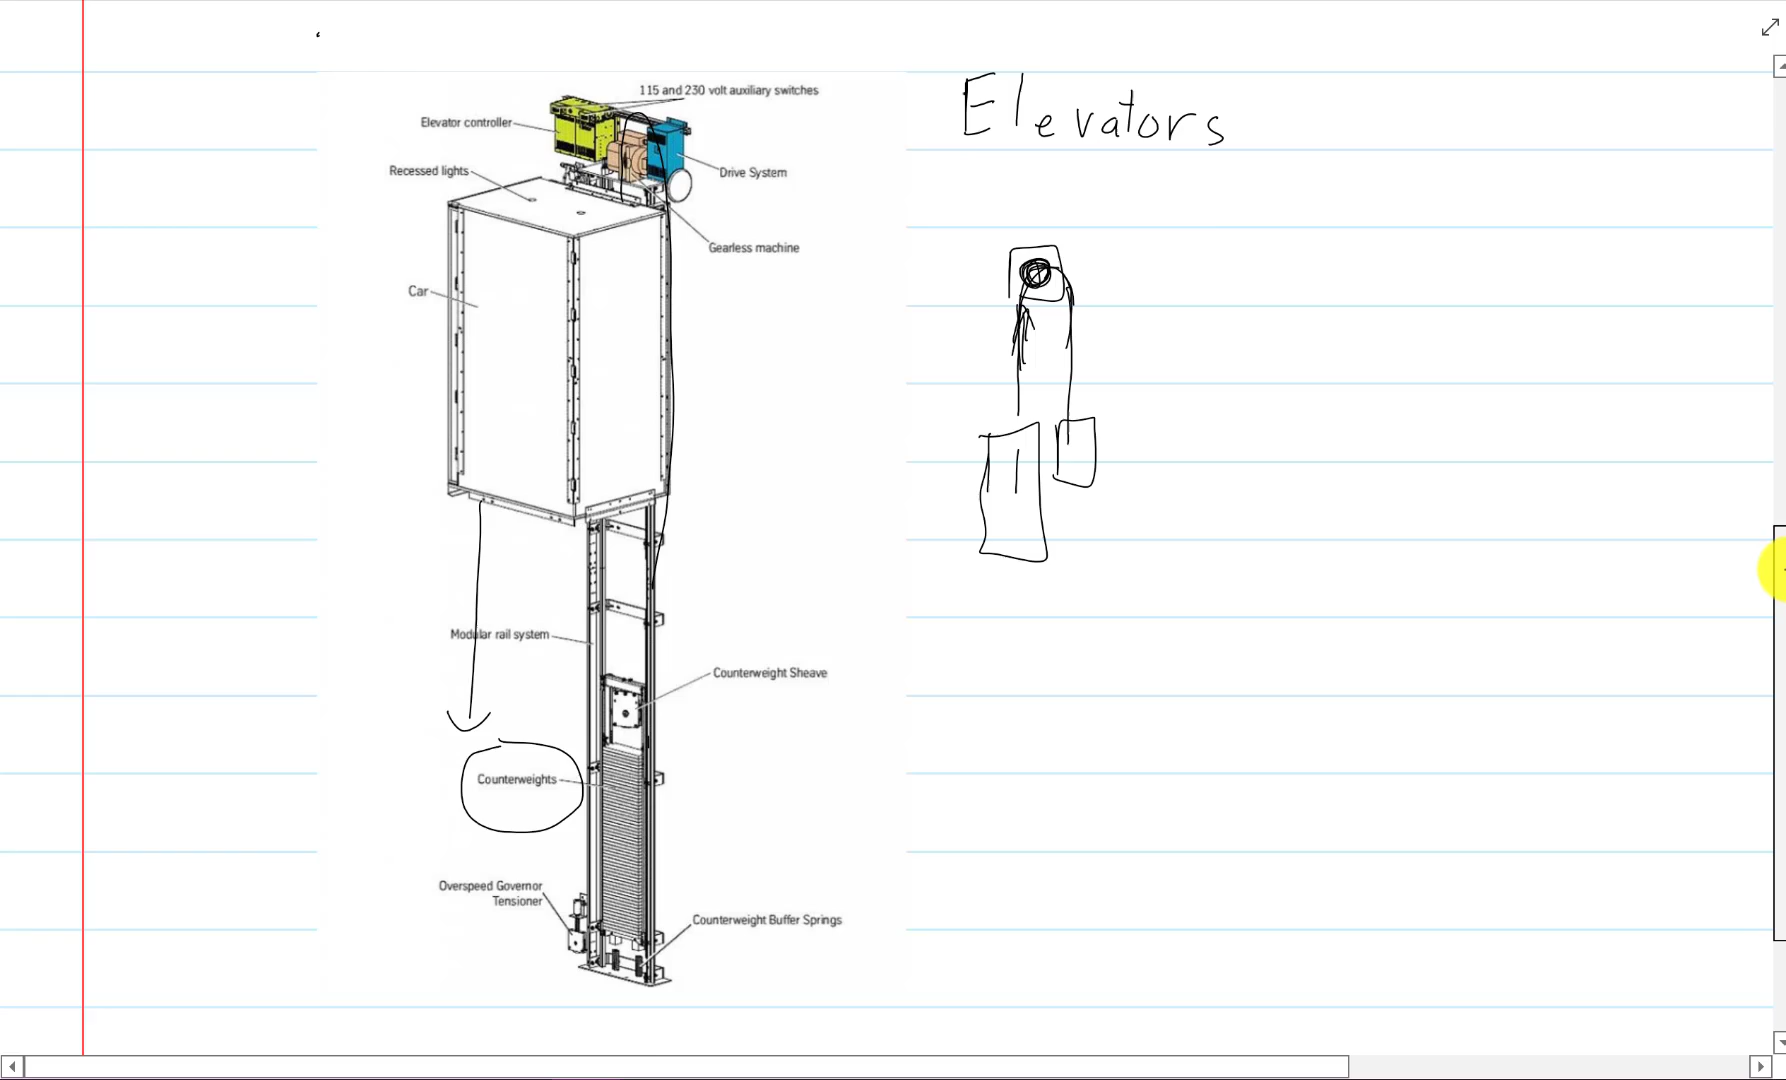 115 and 230 volt auxiliary switches
Elevators
Elevator controller
Recessed lights
Drive System
Gearless machine
Car
Modular rail system
Counterweight Sheave
Counterweights
Overspeed Governor
Tensioner
Counterweight Buffer Springs